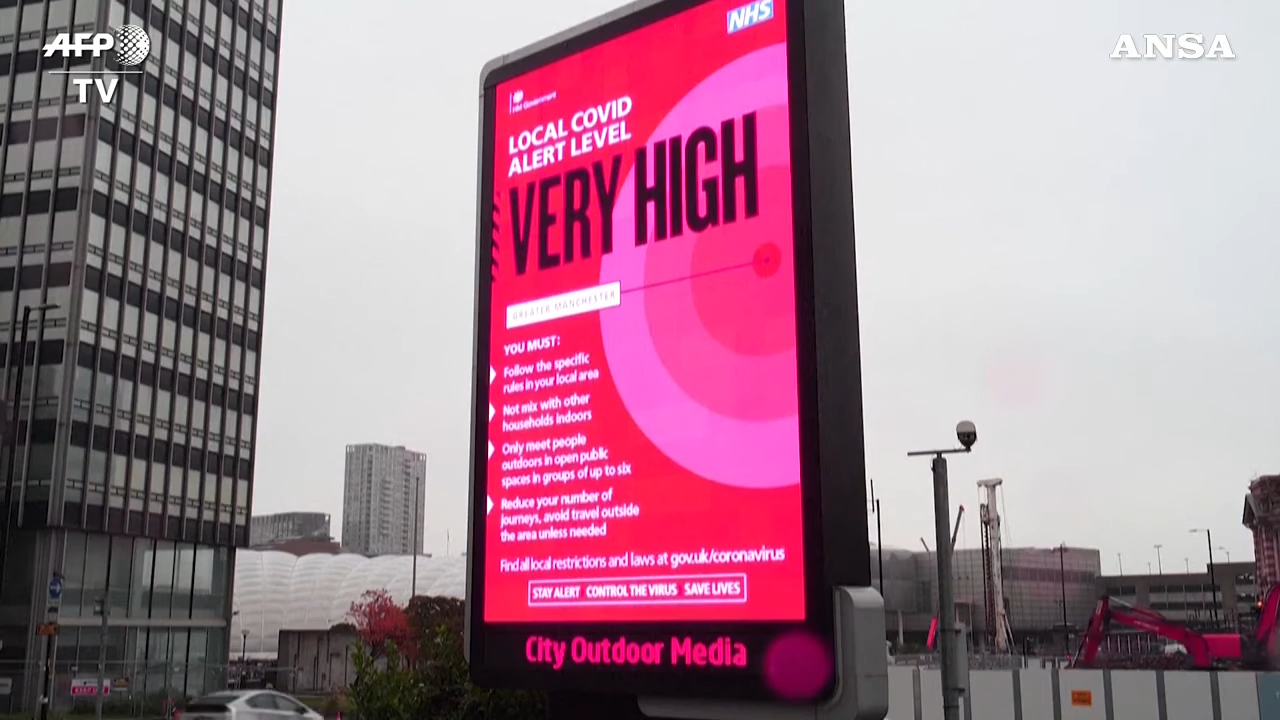 AFP
TV
ANSA
NHS
HM Government
LOCAL COVID
ALERT LEVEL
VERY HIGH
GREATER MANCHESTER
YOU MUST:
Follow the specific
rules in your local area
Not mix with other
households indoors
Only meet people
outdoors in open public
spaces in groups of up to six
Reduce your number of
journeys, avoid travel outside
the area unless needed
Find all local restrictions and laws at gov.uk/coronavirus
STAY ALERT CONTROL THE VIRUS SAVE LIVES
City Outdoor Media